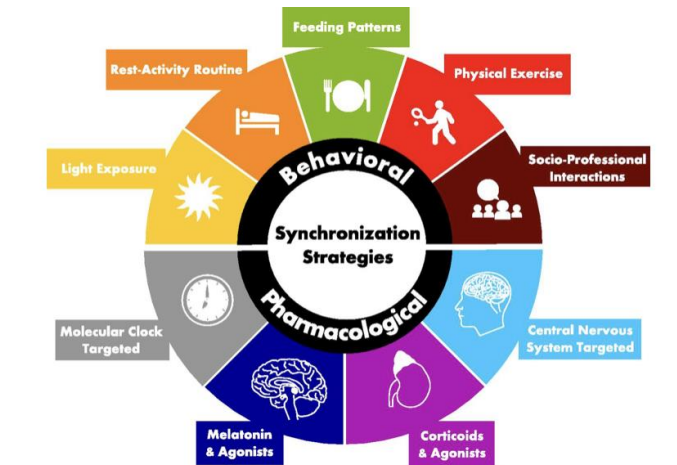 Feeding Patterns
Rest-Activity Routine
Physical Exercise
Light Exposure
Socio-Professional
Interactions
Behavioral
Synchronization
Strategies
Pharmacological
Molecular Clock
Targeted
Central Nervous
System Targeted
Melatonin
& Agonists
Corticoids
& Agonists